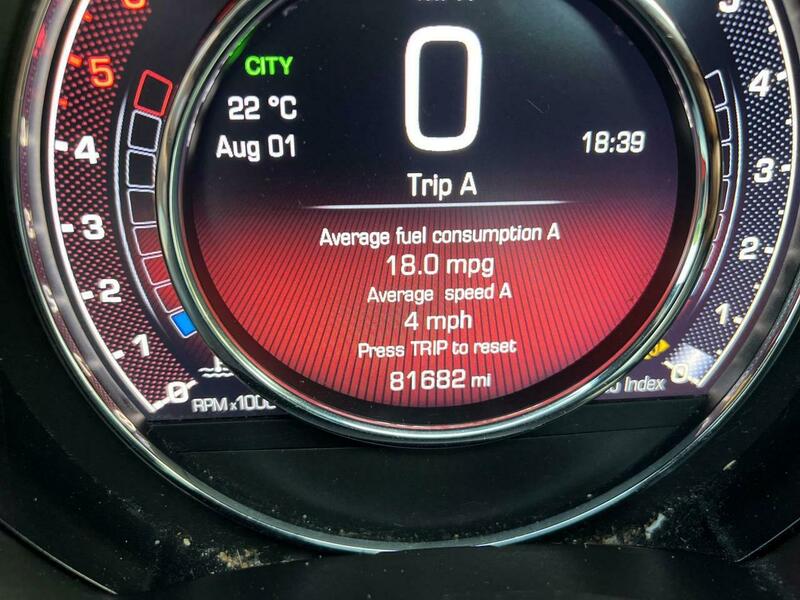 CITY
0
22 °C
Aug 01
18:39
Trip A
Average fuel consumption A
18.0 mpg
Average speed A
4 mph
Press TRIP to reset
81682 mi
5
4
3
2
1
0
RPM x100
4
3
2
1
0
Index